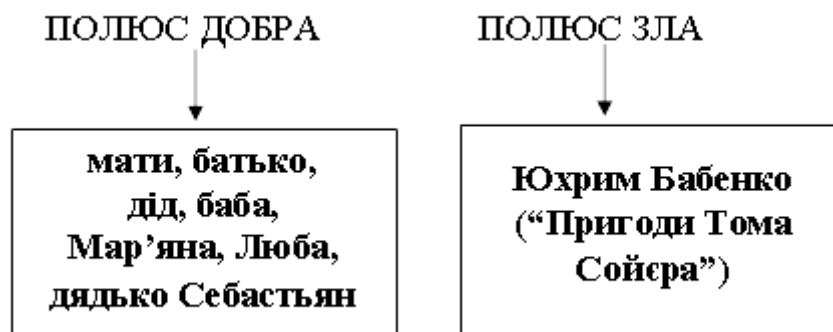 ПОЛЮС ДОБРА
мати, батько,
дід, баба,
Мар’яна, Люба,
дядько Себастьян
ПОЛЮС ЗЛА
Юхрим Бабенко
(“Пригоди Тома
Сойєра”)